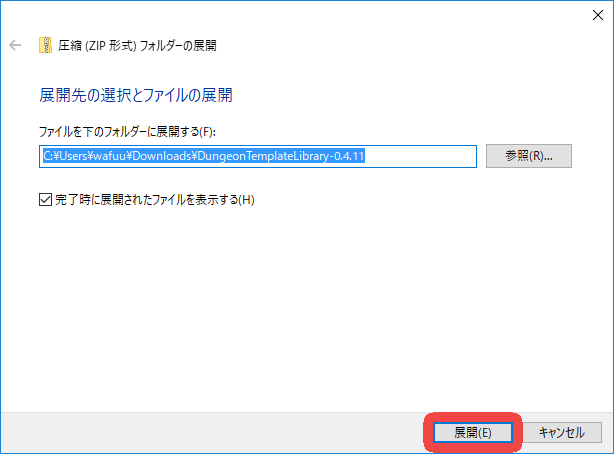 圧縮 (ZIP 形式) フォルダーの展開
展開先の選択とファイルの展開
ファイルを下のフォルダーに展開する(F):
C:¥Users¥wafuu¥Downloads¥DungeonTemplateLibrary-0.4.11
参照(R)...
完了時に展開されたファイルを表示する(H)
展開(E)
キャンセル